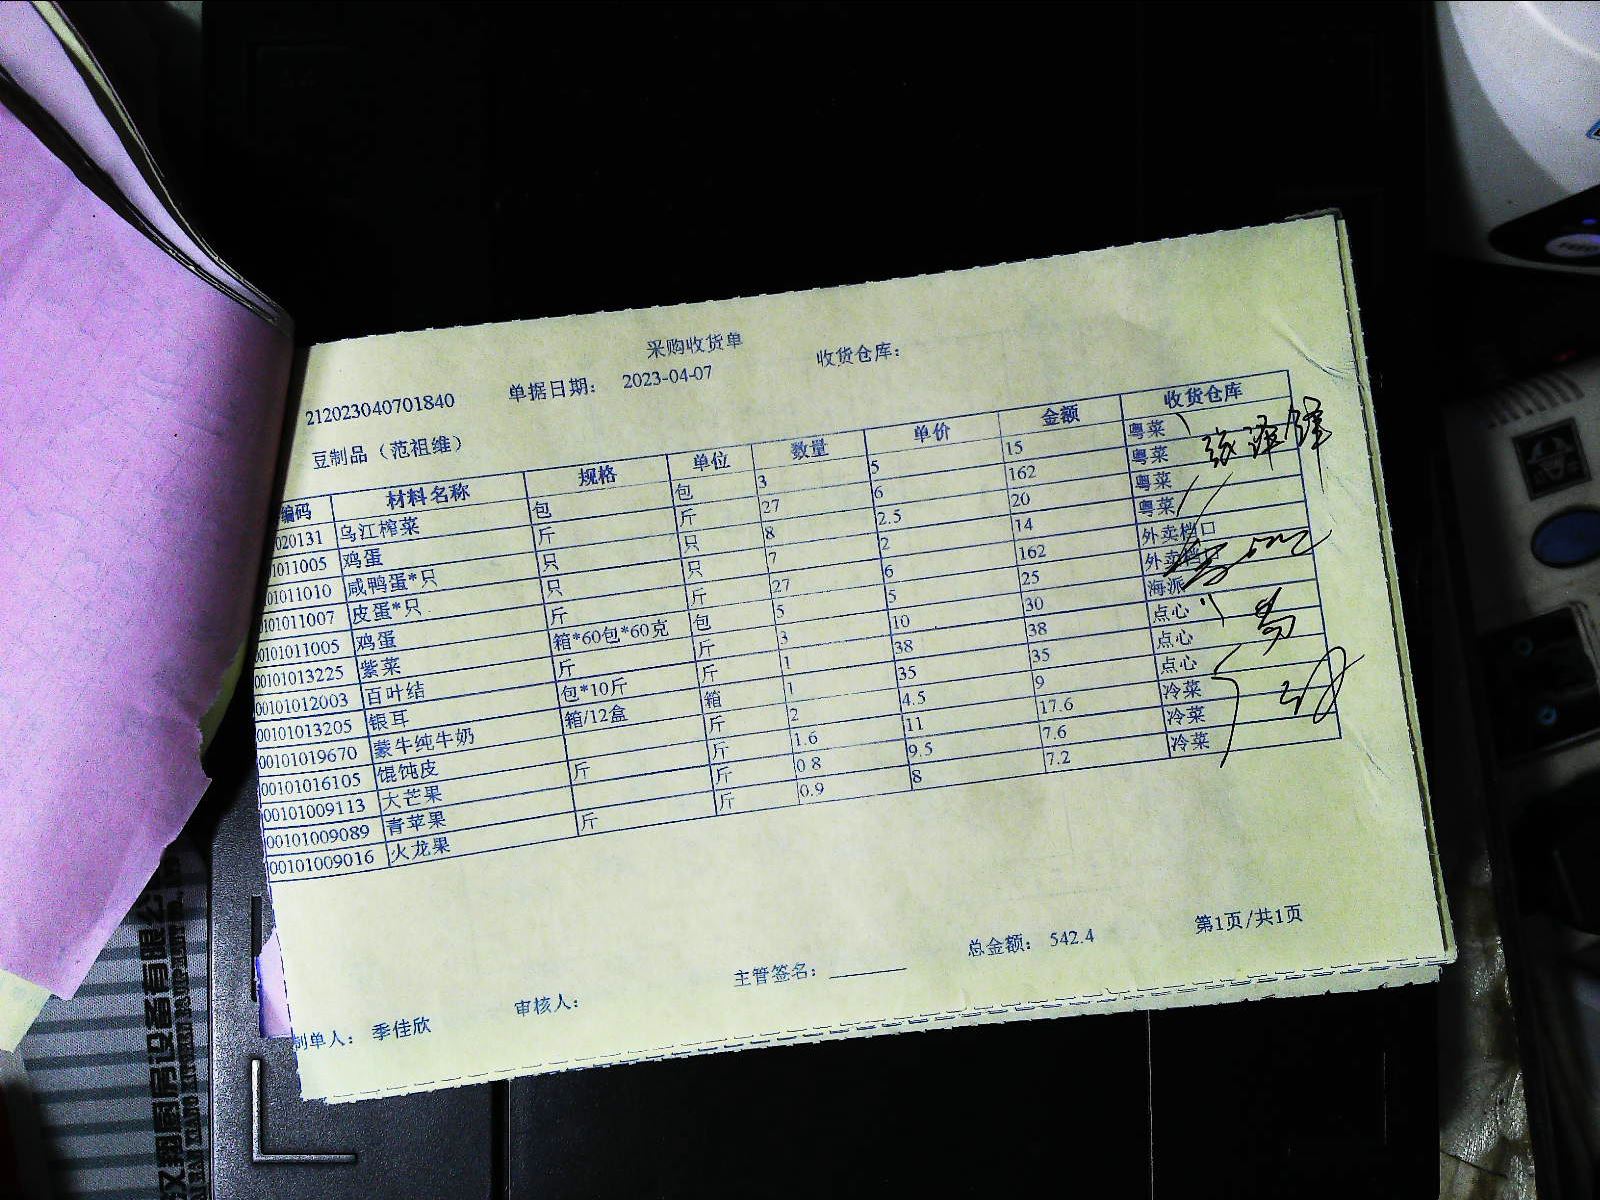 采购收货单
212023040701840 单据日期: 2023-04-07 收货仓库:
豆制品（范祖维）
编码 材料名称 规格 单位 数量 单价 金额 收货仓库
020131 乌江榨菜 包 包 3 5 15 粤菜
1011005 鸡蛋 斤 斤 27 6 162 粤菜
01011010 咸鸭蛋*只 只 只 8 2.5 20 粤菜
0101011007 皮蛋*只 只 只 7 2 14 粤菜
00101011005 鸡蛋 斤 斤 27 6 162 外卖档口
00101013225 紫菜 箱*60包*60克 包 5 5 25 外卖档口
00101012003 百叶结 斤 斤 3 10 30 海派
00101013205 银耳 包*10斤 斤 1 38 38 点心
00101019670 蒙牛纯牛奶 箱/12盒 箱 1 35 35 点心
00101016105 馄饨皮 斤 2 4.5 9 点心
00101009113 大芒果 斤 斤 1.6 11 17.6 冷菜
00101009089 青苹果 斤 0.8 9.5 7.6 冷菜
00101009016 火龙果 斤 斤 0.9 8 7.2 冷菜
总金额: 542.4 第1页/共1页
制单人: 季佳欣 审核人: 主管签名: